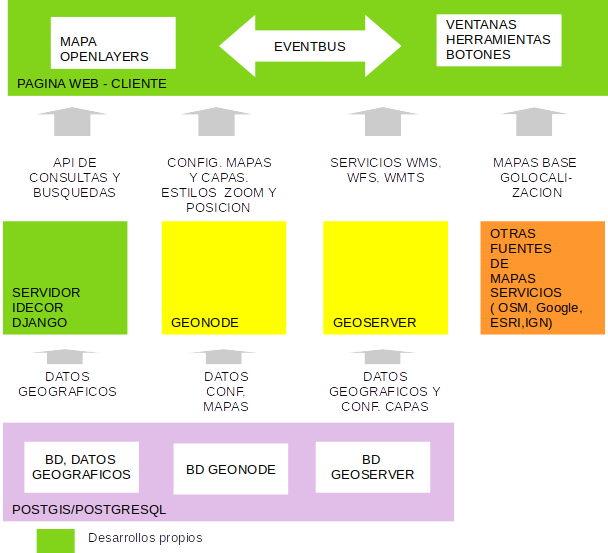 MAPA
OPENLAYERS
EVENTBUS
VENTANAS
HERRAMIENTAS
BOTONES
PAGINA WEB - CLIENTE
API DE
CONSULTAS Y
BUSQUEDAS
CONFIG. MAPAS
Y CAPAS.
ESTILOS ZOOM Y
POSICION
SERVICIOS WMS,
WFS, WMTS
MAPAS BASE
GOLOCALI-
ZACION
SERVIDOR
IDECOR
DJANGO
GEONODE
GEOSERVER
OTRAS
FUENTES
DE
MAPAS
SERVICIOS
( OSM, Google,
ESRI,IGN)
DATOS
GEOGRAFICOS
DATOS
CONF,
MAPAS
DATOS
GEOGRAFICOS Y
CONF. CAPAS
BD, DATOS
GEOGRAFICOS
BD GEONODE
BD
GEOSERVER
POSTGIS/POSTGRESQL
Desarrollos propios